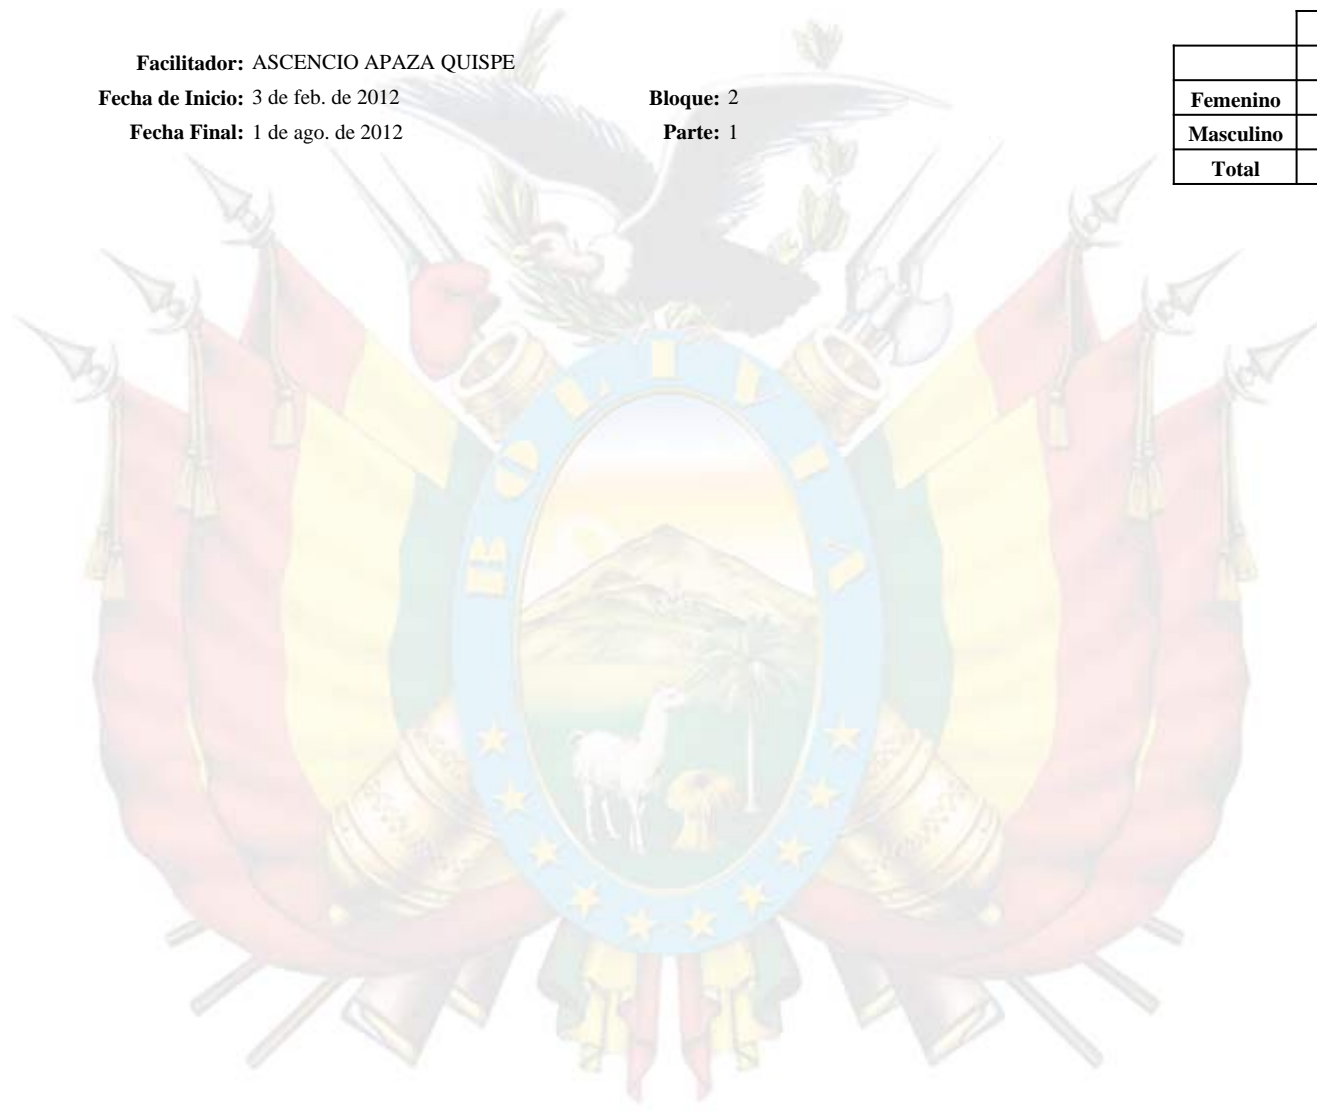 Facilitador: ASCENCIO APAZA QUISPE
Fecha de Inicio: 3 de feb. de 2012 Bloque: 2
Fecha Final: 1 de ago. de 2012 Parte: 1
Femenino
Masculino
Total
BOLIVIA